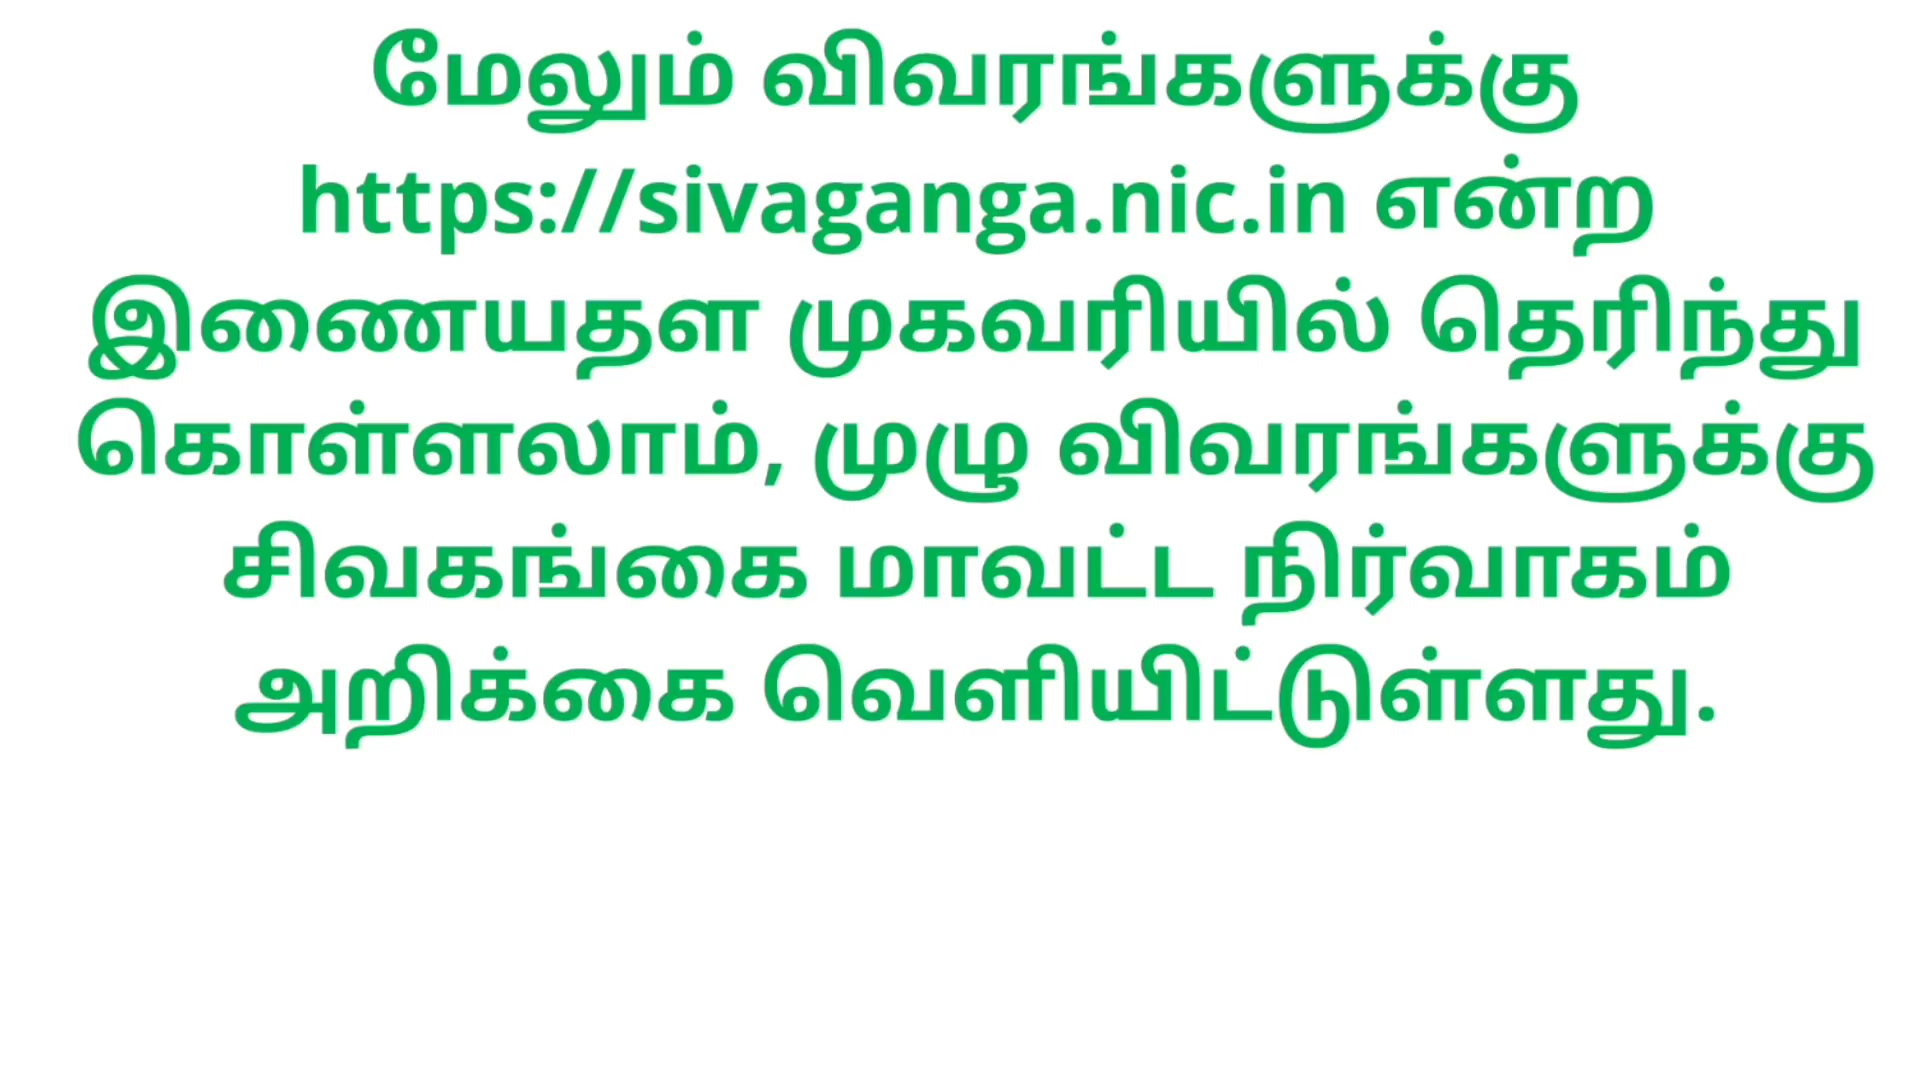 மேலும் விவரங்களுக்கு
https://sivaganga.nic.in என்ற
இணையதள முகவரியில் தெரிந்து
கொள்ளலாம், முழு விவரங்களுக்கு
சிவகங்கை மாவட்ட நிர்வாகம்
அறிக்கை வெளியிட்டுள்ளது.